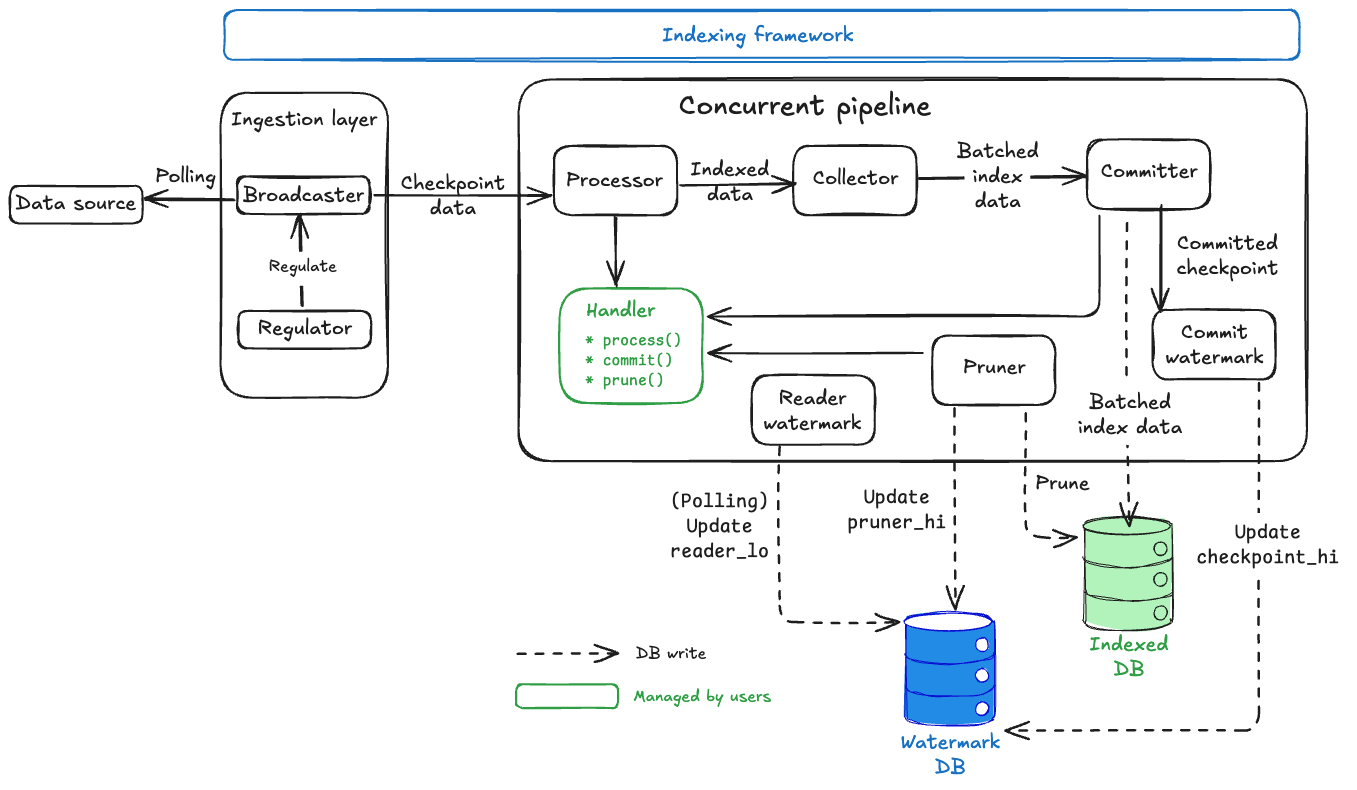 Indexing framework
Ingestion layer
Concurrent pipeline
Data source
Polling
Broadcaster
Regulate
Regulator
Checkpoint
data
Processor
Indexed
data
Collector
Batched
index
data
Committer
Committed
checkpoint
Commit
watermark
Handler
* process()
* commit()
* prune()
Pruner
Reader
watermark
Batched
index data
(Polling)
Update
reader_lo
Update
pruner_hi
Prune
Update
checkpoint_hi
Indexed
DB
Watermark
DB
DB write
Managed by users